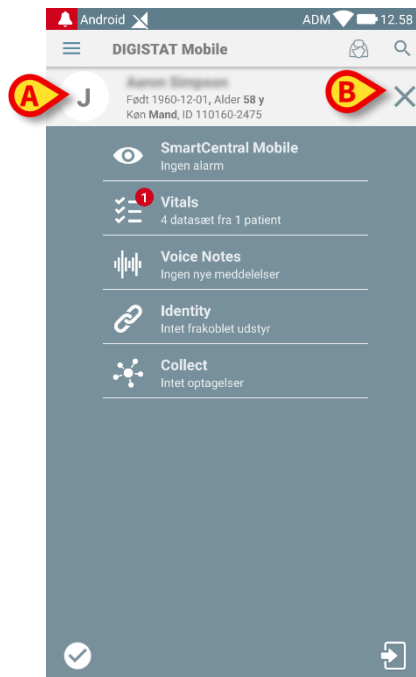 Android ADM 12.58
DIGISTAT Mobile
A J B
Født 1960-12-01, Alder 58 y
Køn Mand, ID 110160-2475
SmartCentral Mobile
Ingen alarm
1 Vitals
4 datasæt fra 1 patient
Voice Notes
Ingen nye meddelelser
Identity
Intet frakoblet udstyr
Collect
Intet optagelser